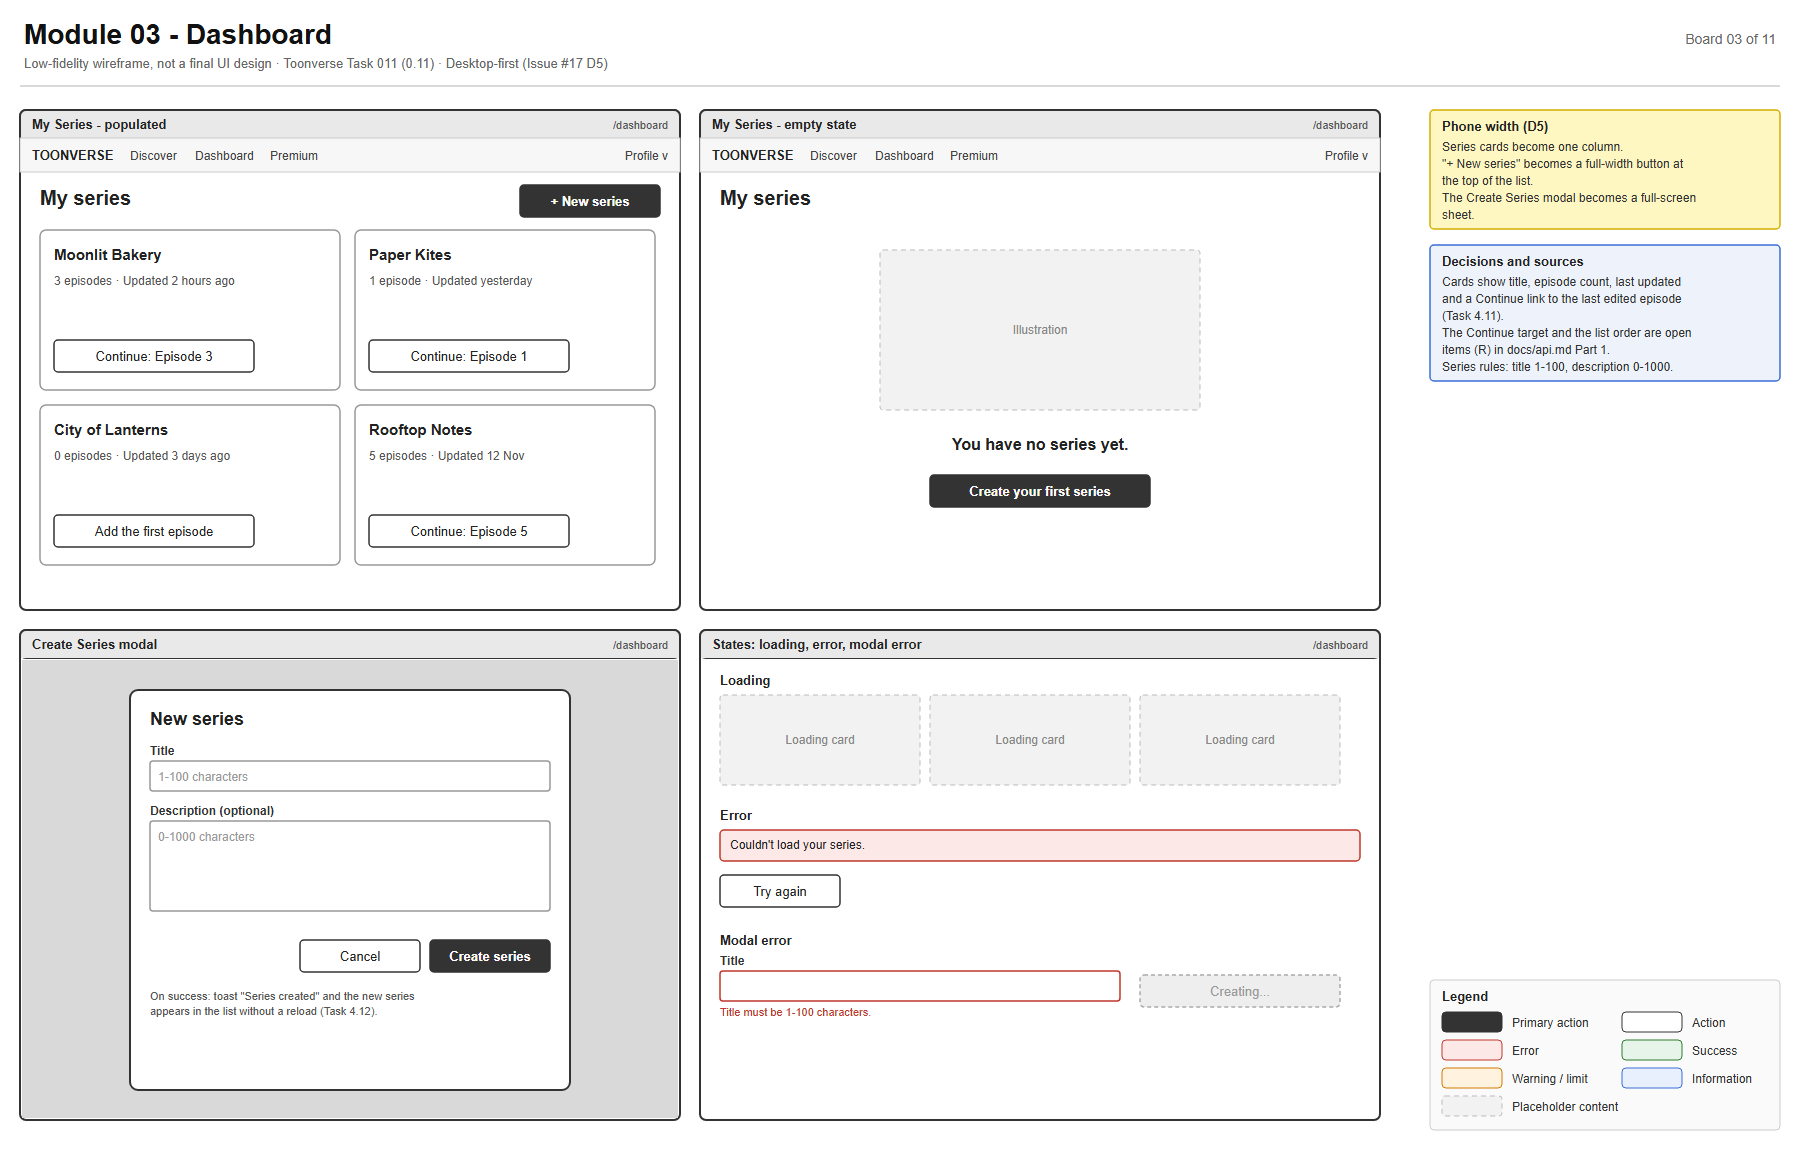 Module 03 - Dashboard
Board 03 of 11
Low-fidelity wireframe, not a final UI design · Toonverse Task 011 (0.11) · Desktop-first (Issue #17 D5)
My Series - populated
/dashboard
TOONVERSE Discover Dashboard Premium Profile v
My series
+ New series
Moonlit Bakery
3 episodes · Updated 2 hours ago
Continue: Episode 3
Paper Kites
1 episode · Updated yesterday
Continue: Episode 1
City of Lanterns
0 episodes · Updated 3 days ago
Add the first episode
Rooftop Notes
5 episodes · Updated 12 Nov
Continue: Episode 5
My Series - empty state
/dashboard
TOONVERSE Discover Dashboard Premium Profile v
My series
Illustration
You have no series yet.
Create your first series
Phone width (D5)
Series cards become one column.
"+ New series" becomes a full-width button at
the top of the list.
The Create Series modal becomes a full-screen
sheet.
Decisions and sources
Cards show title, episode count, last updated
and a Continue link to the last edited episode
(Task 4.11).
The Continue target and the list order are open
items (R) in docs/api.md Part 1.
Series rules: title 1-100, description 0-1000.
Create Series modal
/dashboard
New series
Title
1-100 characters
Description (optional)
0-1000 characters
Cancel
Create series
On success: toast "Series created" and the new series
appears in the list without a reload (Task 4.12).
States: loading, error, modal error
/dashboard
Loading
Loading card
Loading card
Loading card
Error
Couldn't load your series.
Try again
Modal error
Title
Creating...
Title must be 1-100 characters.
Legend
Primary action
Action
Error
Success
Warning / limit
Information
Placeholder content